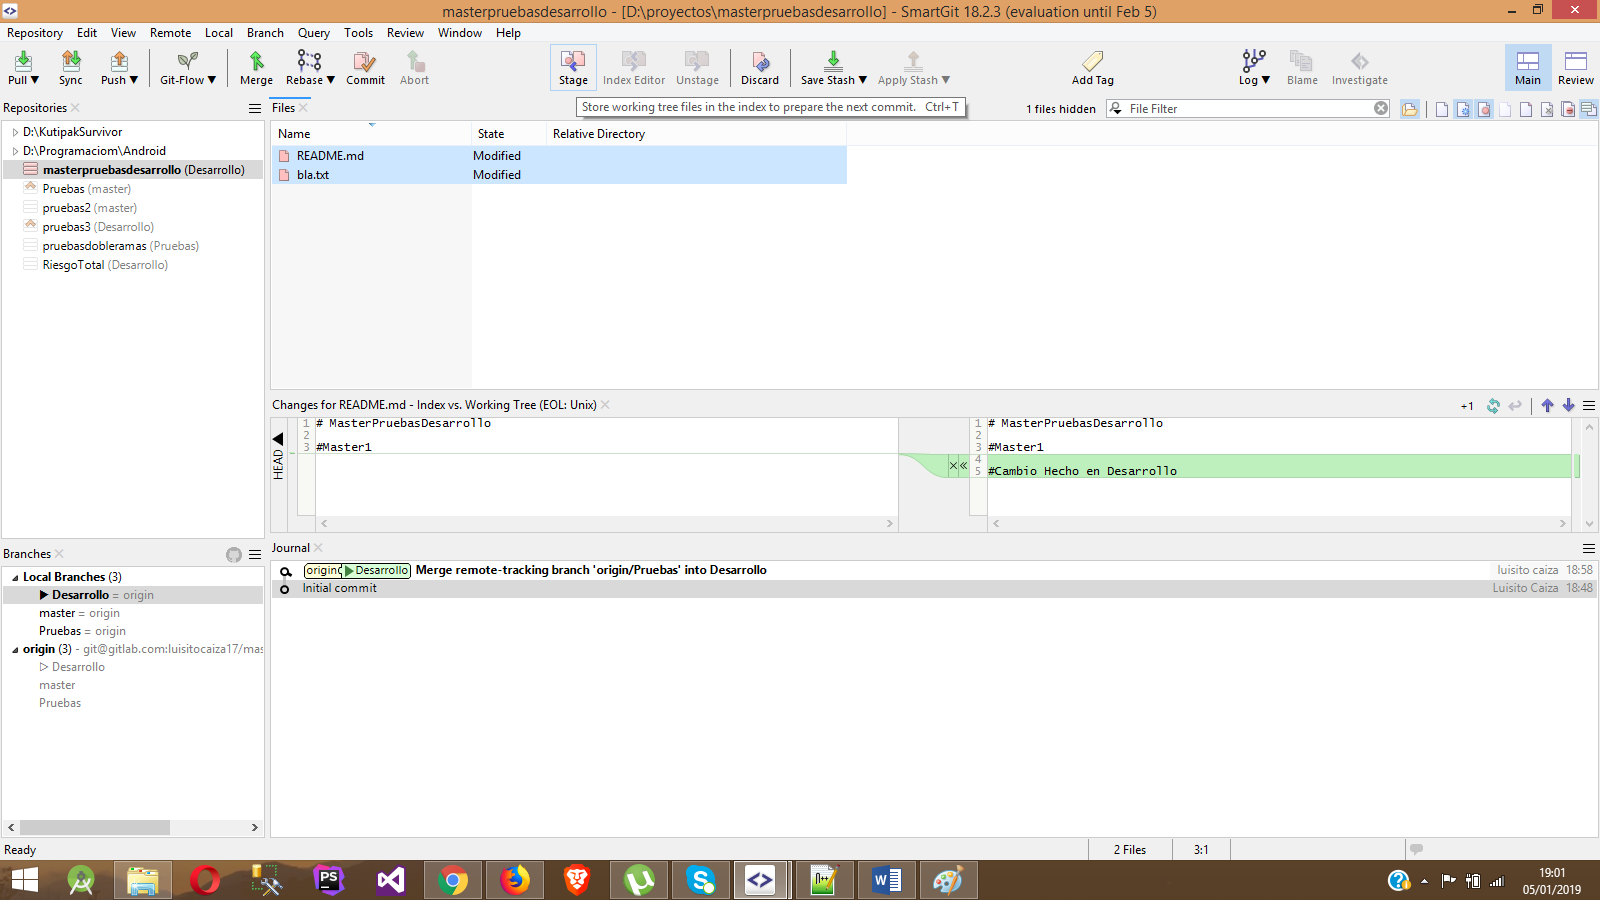 masterpruebasdesarrollo - [D:\proyectos\masterpruebasdesarrollo] - SmartGit 18.2.3 (evaluation until Feb 5)
Repository Edit View Remote Local Branch Query Tools Review Window Help
Pull ▼ Sync Push ▼ Git-Flow ▼ Merge Rebase ▼ Commit Abort Stage Index Editor Unstage Discard Save Stash ▼ Apply Stash ▼ Add Tag Log ▼ Blame Investigate Main Review
Repositories
D:\KutipakSurvivor
D:\Programaciom\Android
masterpruebasdesarrollo (Desarrollo)
Pruebas (master)
pruebas2 (master)
pruebas3 (Desarrollo)
pruebasdobleramas (Pruebas)
RiesgoTotal (Desarrollo)
Files
Store working tree files in the index to prepare the next commit. Ctrl+T
1 files hidden
File Filter
Name State Relative Directory
README.md Modified
bla.txt Modified
Changes for README.md - Index vs. Working Tree (EOL: Unix)
+1
HEAD
1 # MasterPruebasDesarrollo
2
3 #Master1
1 # MasterPruebasDesarrollo
2
3 #Master1
4
5 #Cambio Hecho en Desarrollo
Branches
Local Branches (3)
Desarrollo = origin
master = origin
Pruebas = origin
origin (3) - git@gitlab.com:luisitocaiza17/mas
Desarrollo
master
Pruebas
Journal
origin Desarrollo Merge remote-tracking branch 'origin/Pruebas' into Desarrollo luisito caiza 18:58
Initial commit Luisito Caiza 18:48
Ready
2 Files
3:1
PS
19:01
05/01/2019